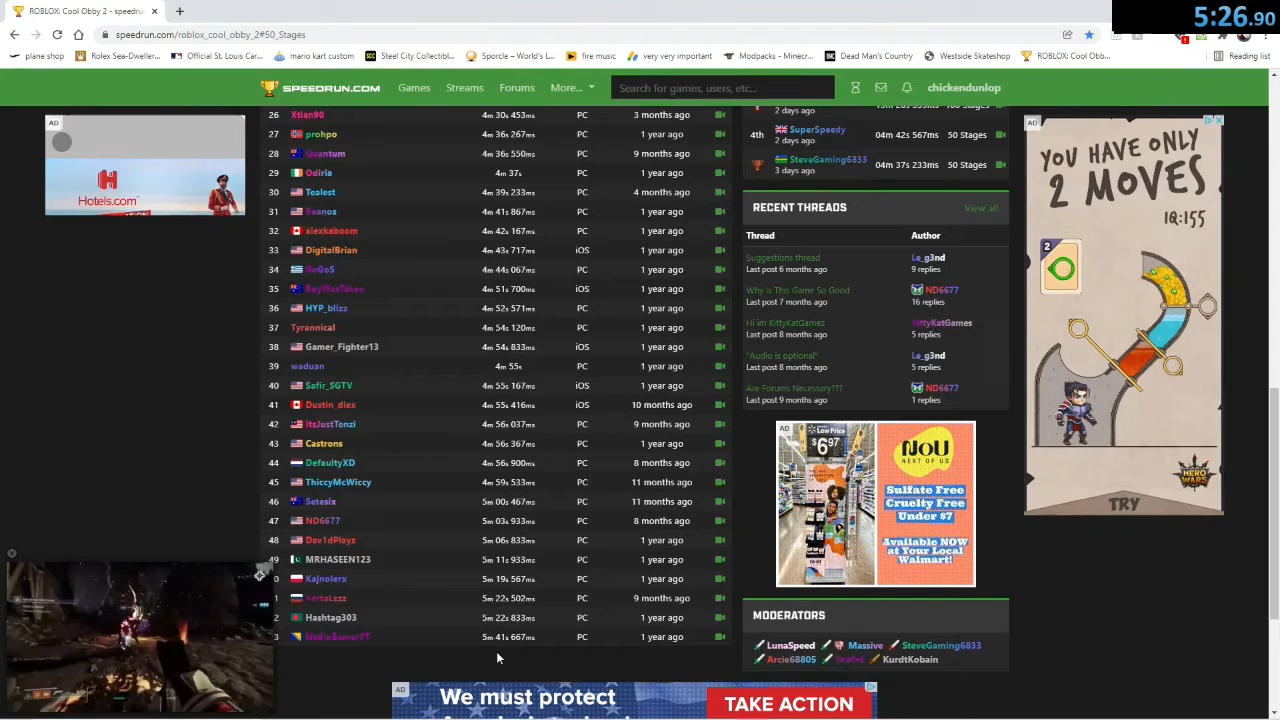 5:26.90
ROBLOX: Cool Obby 2 - speedrun.c
speedrun.com/roblox_cool_obby_2#50_Stages
plane shop
Rolex Sea-Dweller...
Official St. Louis Car...
mario kart custom
Steel City Collectibl...
Sporcle – World's L...
fire music
very very important
Modpacks - Minecr...
Dead Man's Country
Westside Skateshop
ROBLOX: Cool Obb...
Reading list
SPEEDRUN.COM
Games
Streams
Forums
More...
Search for games, users, etc...
chickendunlop
26 Xtian90 4m 30s 453ms PC 3 months ago
27 prohpo 4m 36s 267ms PC 1 year ago
28 Quantum 4m 36s 550ms PC 9 months ago
29 Odiria 4m 37s PC 1 year ago
30 Tealest 4m 39s 233ms PC 4 months ago
31 Reanos 4m 41s 867ms PC 1 year ago
32 alexkaboom 4m 42s 167ms PC 1 year ago
33 DigitalBrian 4m 43s 717ms iOS 1 year ago
34 GoGoS 4m 44s 067ms PC 1 year ago
35 RayWasTaken 4m 51s 700ms iOS 1 year ago
36 HYP_blizz 4m 52s 571ms PC 1 year ago
37 Tyrannical 4m 54s 120ms PC 1 year ago
38 Gamer_Fighter13 4m 54s 833ms iOS 1 year ago
39 waduan 4m 55s PC 1 year ago
40 Safir_SGTV 4m 55s 167ms iOS 1 year ago
41 Dustin_dlex 4m 55s 416ms iOS 10 months ago
42 ItsJustTenzi 4m 56s 037ms PC 9 months ago
43 Castrons 4m 56s 367ms PC 1 year ago
44 DefaultyXD 4m 56s 900ms PC 8 months ago
45 ThiccyMcWiccy 4m 59s 233ms PC 11 months ago
46 Setesix 5m 00s 467ms PC 11 months ago
47 ND6677 5m 03s 933ms PC 8 months ago
48 Dav1dPlayz 5m 06s 833ms PC 1 year ago
49 MRHASEEN123 5m 11s 933ms PC 1 year ago
0 Kajnolerx 5m 19s 567ms PC 1 year ago
1 XertoLzzz 5m 22s 502ms PC 9 months ago
2 Hashtag303 5m 22s 833ms PC 1 year ago
3 NedjaGamerYT 5m 41s 667ms PC 1 year ago
2 days ago
4th SuperSpeedy 04m 42s 567ms 50 Stages
2 days ago
SteveGaming6833 04m 37s 233ms 50 Stages
3 days ago
RECENT THREADS View all
Thread Author
Suggestions thread Le_g3nd
Last post 6 months ago 9 replies
Why Is This Game So Good ND6677
Last post 7 months ago 16 replies
Hi im KittyKatGamez KittyKatGames
Last post 8 months ago 5 replies
"Audio is optional" Le_g3nd
Last post 8 months ago 5 replies
Are Forums Necessary??? ND6677
Last post 9 months ago 1 replies
AD
Low Price
$6.97
NOU
NEXT OF US
Sulfate Free
Cruelty Free
Under $7
Available NOW
at Your Local
Walmart!
MODERATORS
LunaSpeed Massive SteveGaming6833
Arcie68805 KurdtKobain
AD
Hotels.com
AD
YOU HAVE ONLY
2 MOVES
IQ:155
2
HERO
WARS
TRY
AD
We must protect
TAKE ACTION